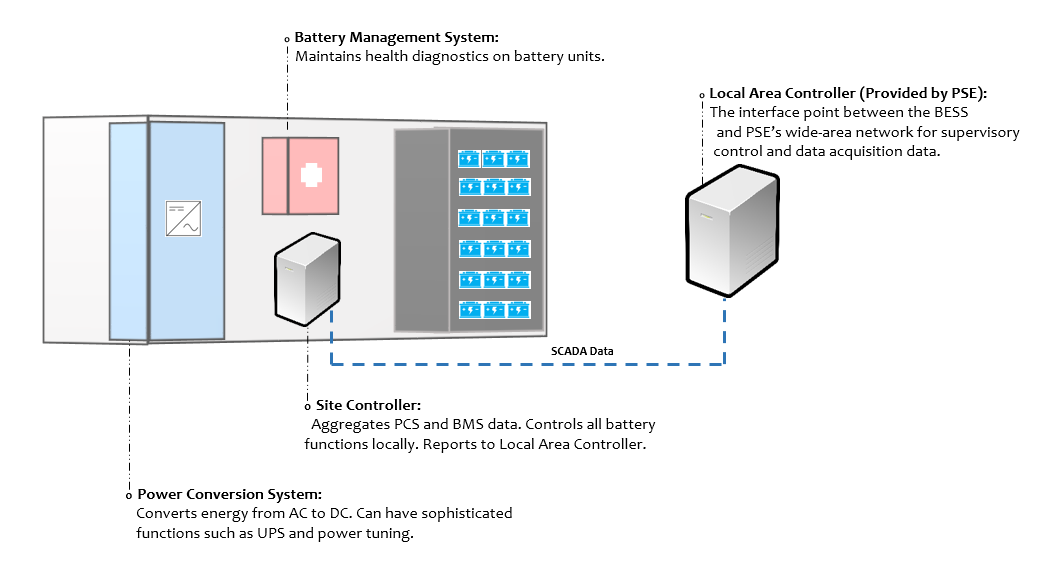 Battery Management System:
Maintains health diagnostics on battery units.
Local Area Controller (Provided by PSE):
The interface point between the BESS
and PSE's wide-area network for supervisory
control and data acquisition data.
SCADA Data
Site Controller:
Aggregates PCS and BMS data. Controls all battery
functions locally. Reports to Local Area Controller.
Power Conversion System:
Converts energy from AC to DC. Can have sophisticated
functions such as UPS and power tuning.